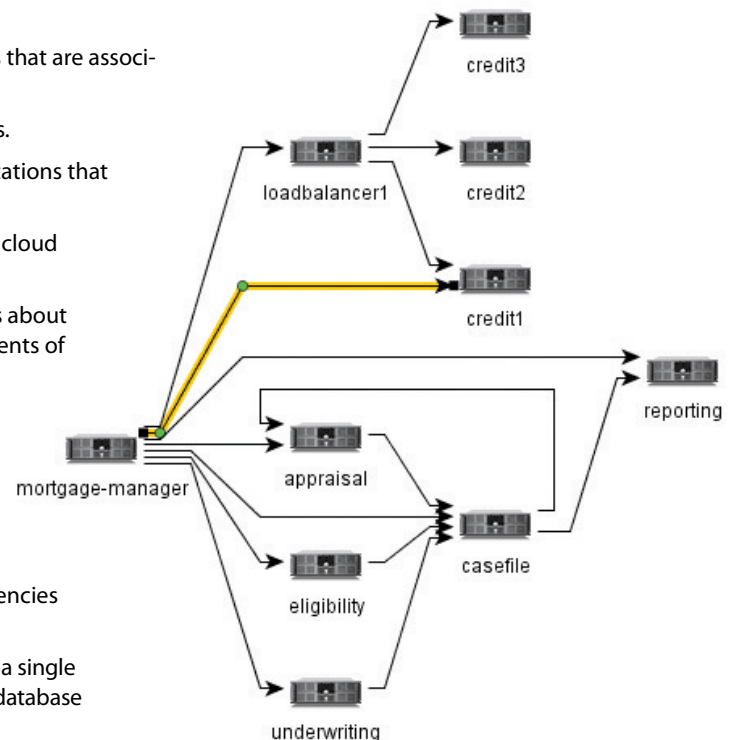 that are associ-
s.
ations that
cloud
s about
ents of
encies
a single
database
credit3
loadbalancer1
credit2
credit1
reporting
mortgage-manager
appraisal
casefile
eligibility
underwriting